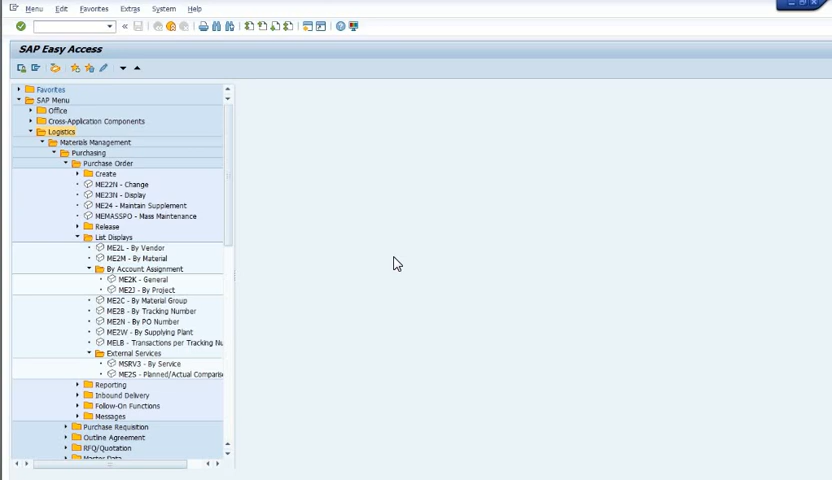 Menu Edit Favorites Extras System Help
SAP Easy Access
Favorites
SAP Menu
Office
Cross-Application Components
Logistics
Materials Management
Purchasing
Purchase Order
Create
ME22N - Change
ME23N - Display
ME24 - Maintain Supplement
MEMASSPO - Mass Maintenance
Release
List Displays
ME2L - By Vendor
ME2M - By Material
By Account Assignment
ME2K - General
ME2J - By Project
ME2C - By Material Group
ME2B - By Tracking Number
ME2N - By PO Number
ME2W - By Supplying Plant
MELB - Transactions per Tracking Nu
External Services
MSRV3 - By Service
ME2S - Planned/Actual Comparis
Reporting
Inbound Delivery
Follow-On Functions
Messages
Purchase Requisition
Outline Agreement
RFQ/Quotation
Master Data